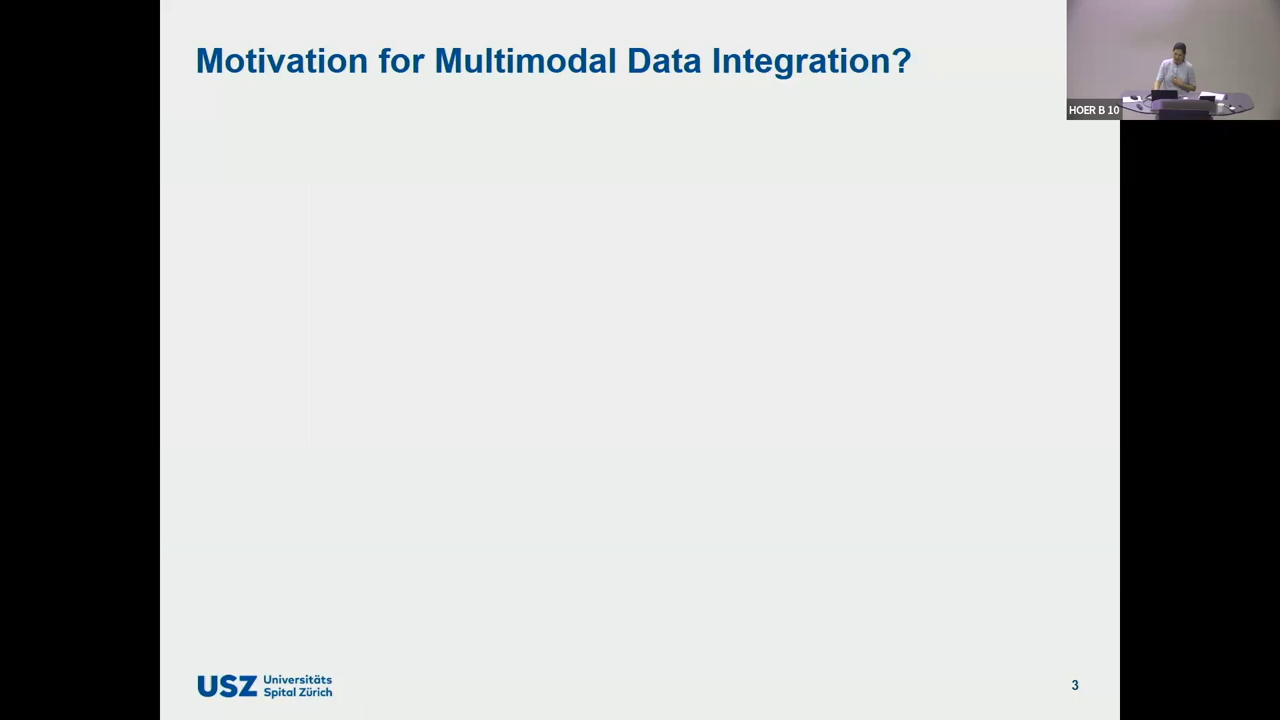 Motivation for Multimodal Data Integration?
HOER B 10
USZ Universitäts
Spital Zürich
3